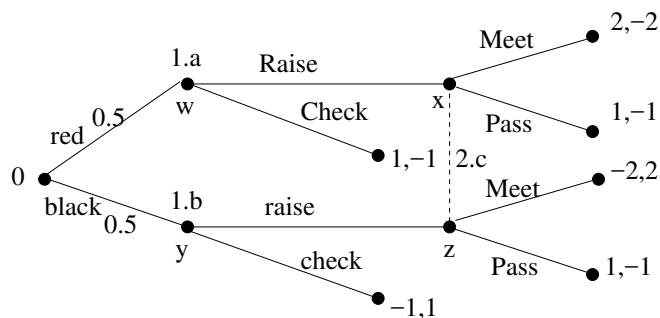 2,−2
Meet
1.a
Raise
x
w
Check
Pass
1,−1
red
0.5
1,−1
2.c
−2,2
0
Meet
black
0.5
1.b
raise
y
z
check
Pass
1,−1
−1,1